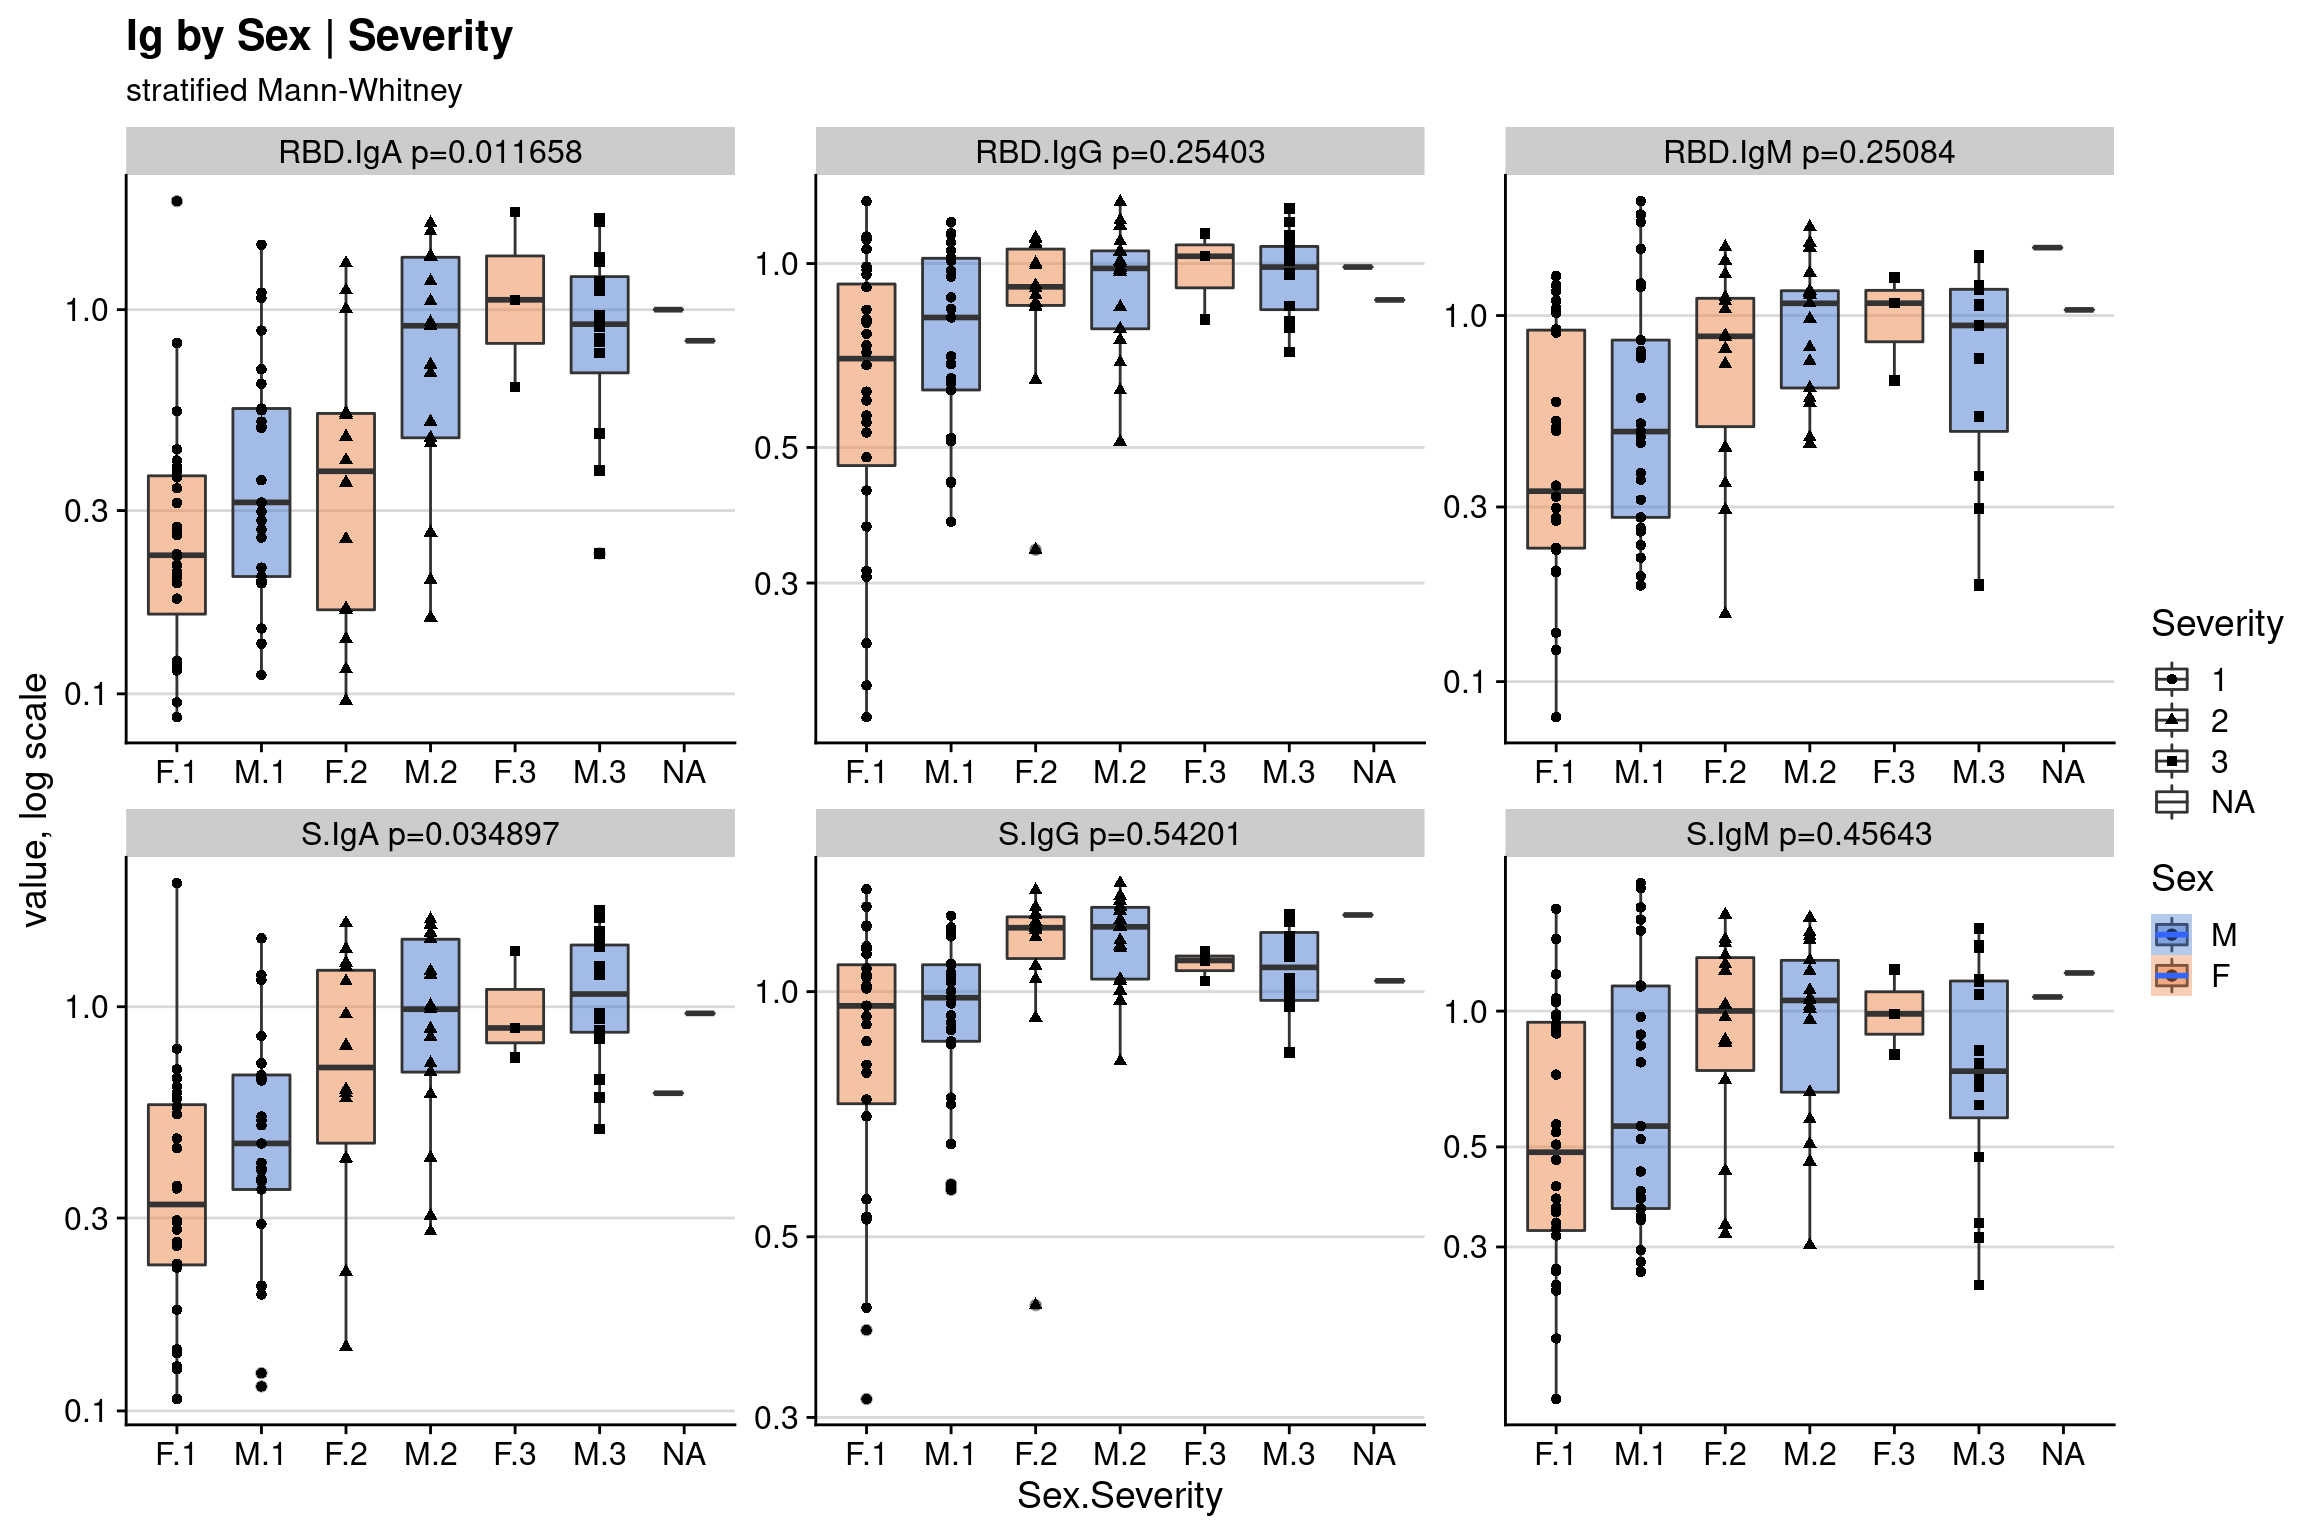 Ig by Sex | Severity
stratified Mann-Whitney
RBD.IgA p=0.011658
RBD.IgG p=0.25403
RBD.IgM p=0.25084
1.0
0.3
0.1
1.0
0.5
0.3
1.0
0.3
0.1
F.1 M.1 F.2 M.2 F.3 M.3 NA
F.1 M.1 F.2 M.2 F.3 M.3 NA
F.1 M.1 F.2 M.2 F.3 M.3 NA
S.IgA p=0.034897
S.IgG p=0.54201
S.IgM p=0.45643
1.0
0.3
0.1
1.0
0.5
0.3
1.0
0.5
0.3
F.1 M.1 F.2 M.2 F.3 M.3 NA
F.1 M.1 F.2 M.2 F.3 M.3 NA
F.1 M.1 F.2 M.2 F.3 M.3 NA
value, log scale
Sex.Severity
Severity
1
2
3
NA
Sex
M
F